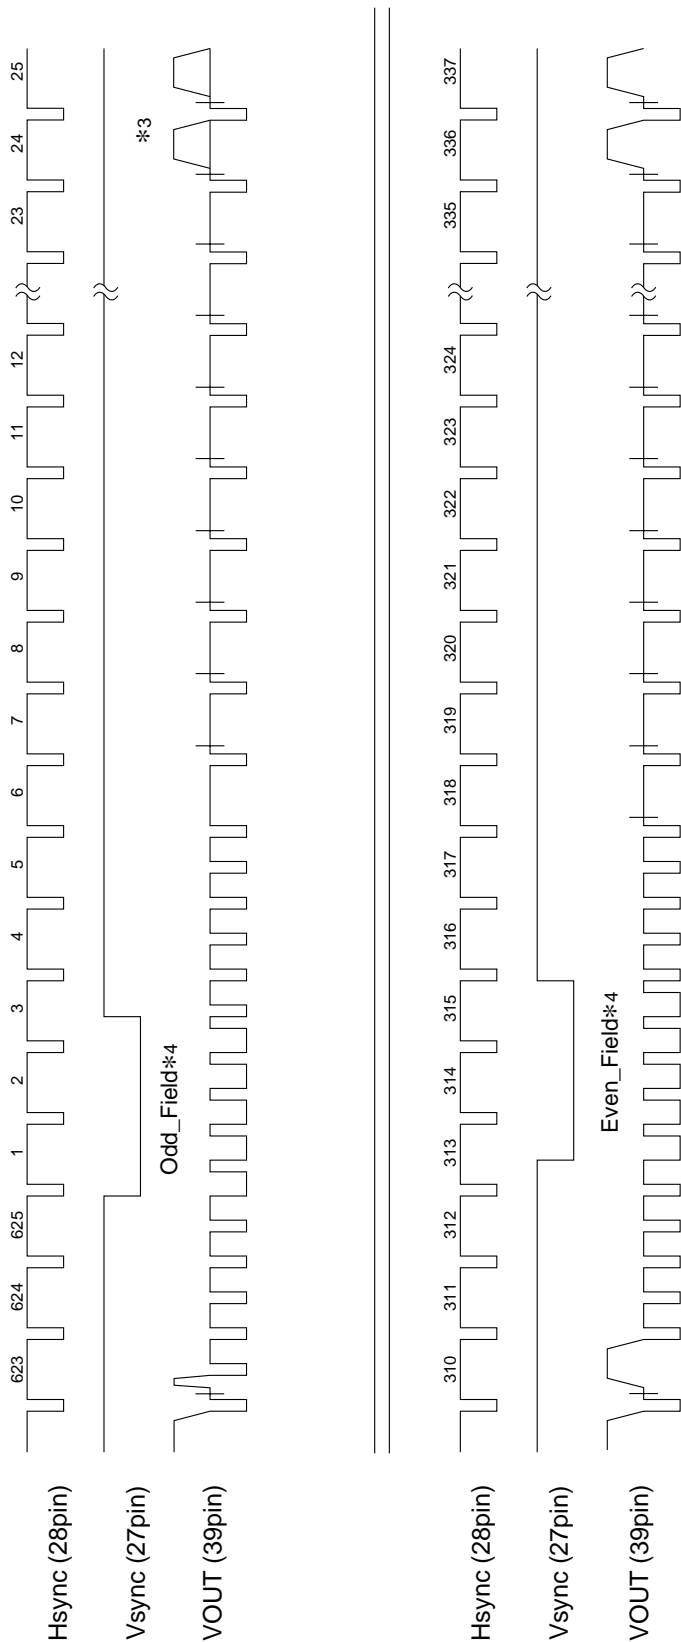 623 624 625 1 2 3 4 5 6 7 8 9 10 11 12 23 24 25
Hsync (28pin)
Vsync (27pin)
Odd_Field*4
*3
VOUT (39pin)
310 311 312 313 314 315 316 317 318 319 320 321 322 323 324 335 336 337
Hsync (28pin)
Vsync (27pin)
Even_Field*4
VOUT (39pin)